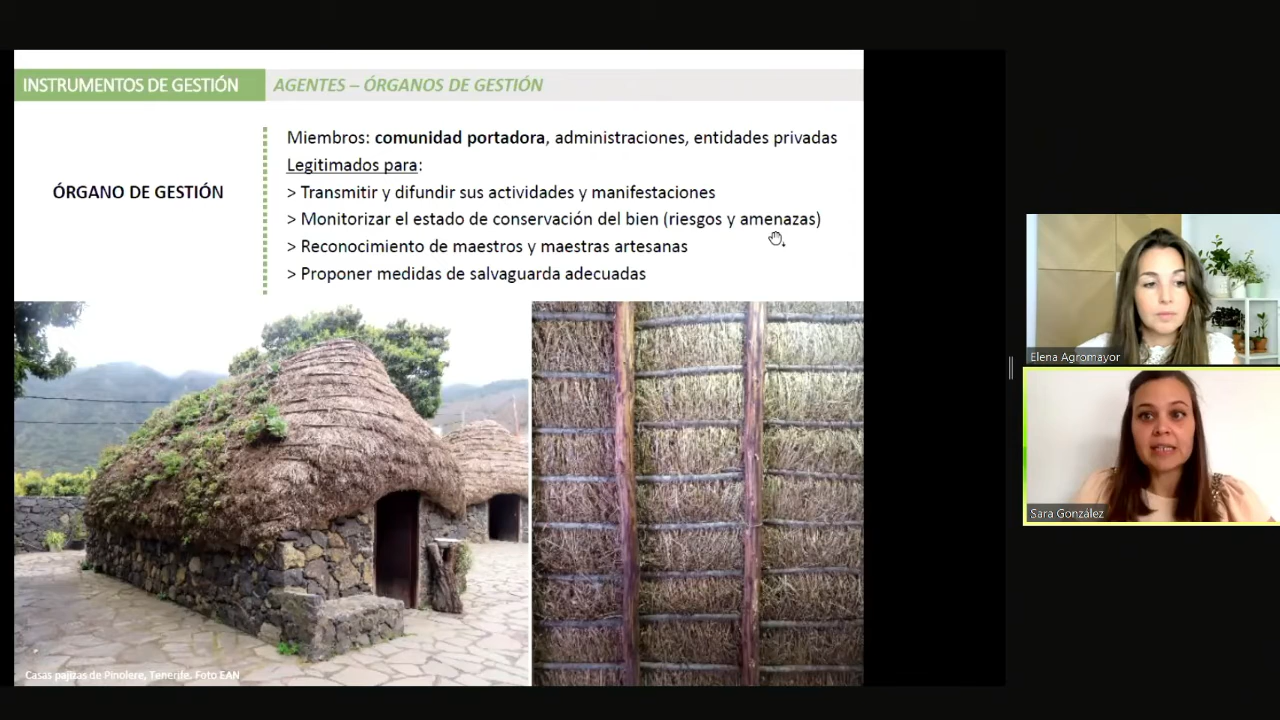 INSTRUMENTOS DE GESTIÓN
AGENTES – ÓRGANOS DE GESTIÓN
ÓRGANO DE GESTIÓN
Miembros: comunidad portadora, administraciones, entidades privadas
Legitimados para:
> Transmitir y difundir sus actividades y manifestaciones
> Monitorizar el estado de conservación del bien (riesgos y amenazas)
> Reconocimiento de maestros y maestras artesanas
> Proponer medidas de salvaguarda adecuadas
Casas pajizas de Pinolere, Tenerife. Foto EAN
Elena Agromayor
Sara González